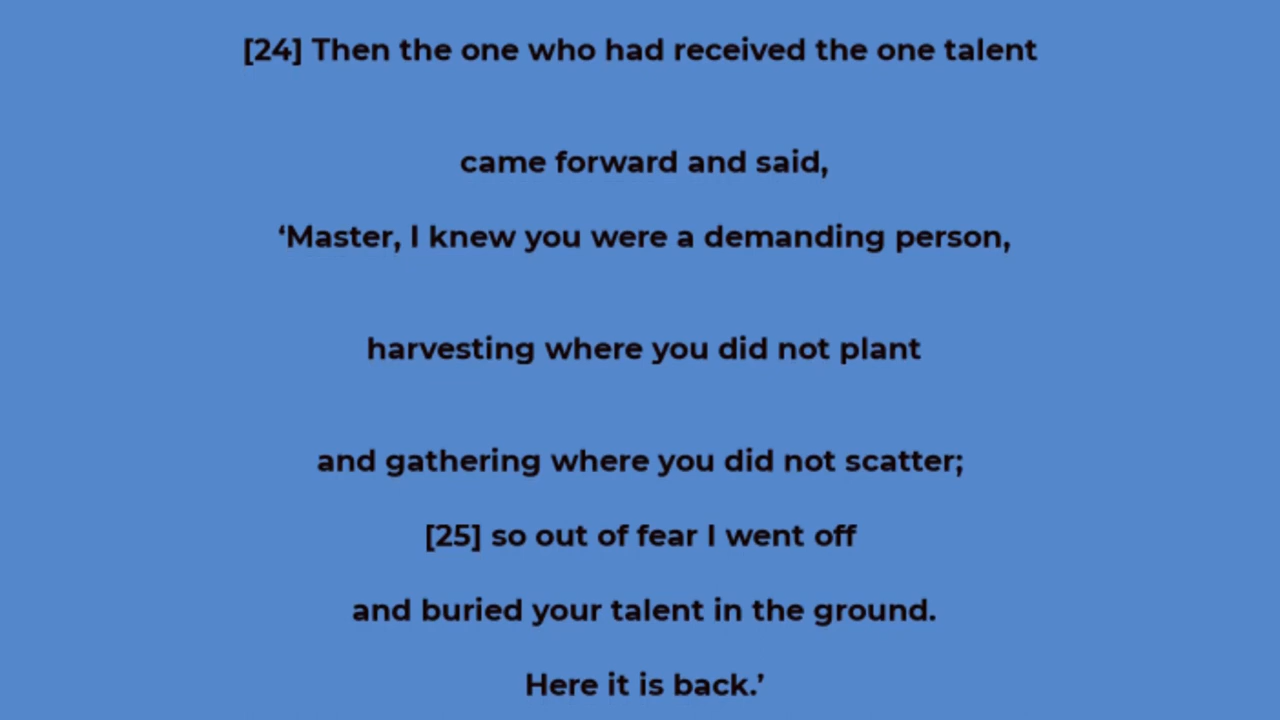 [24] Then the one who had received the one talent
came forward and said,
‘Master, I knew you were a demanding person,
harvesting where you did not plant
and gathering where you did not scatter;
[25] so out of fear I went off
and buried your talent in the ground.
Here it is back.’